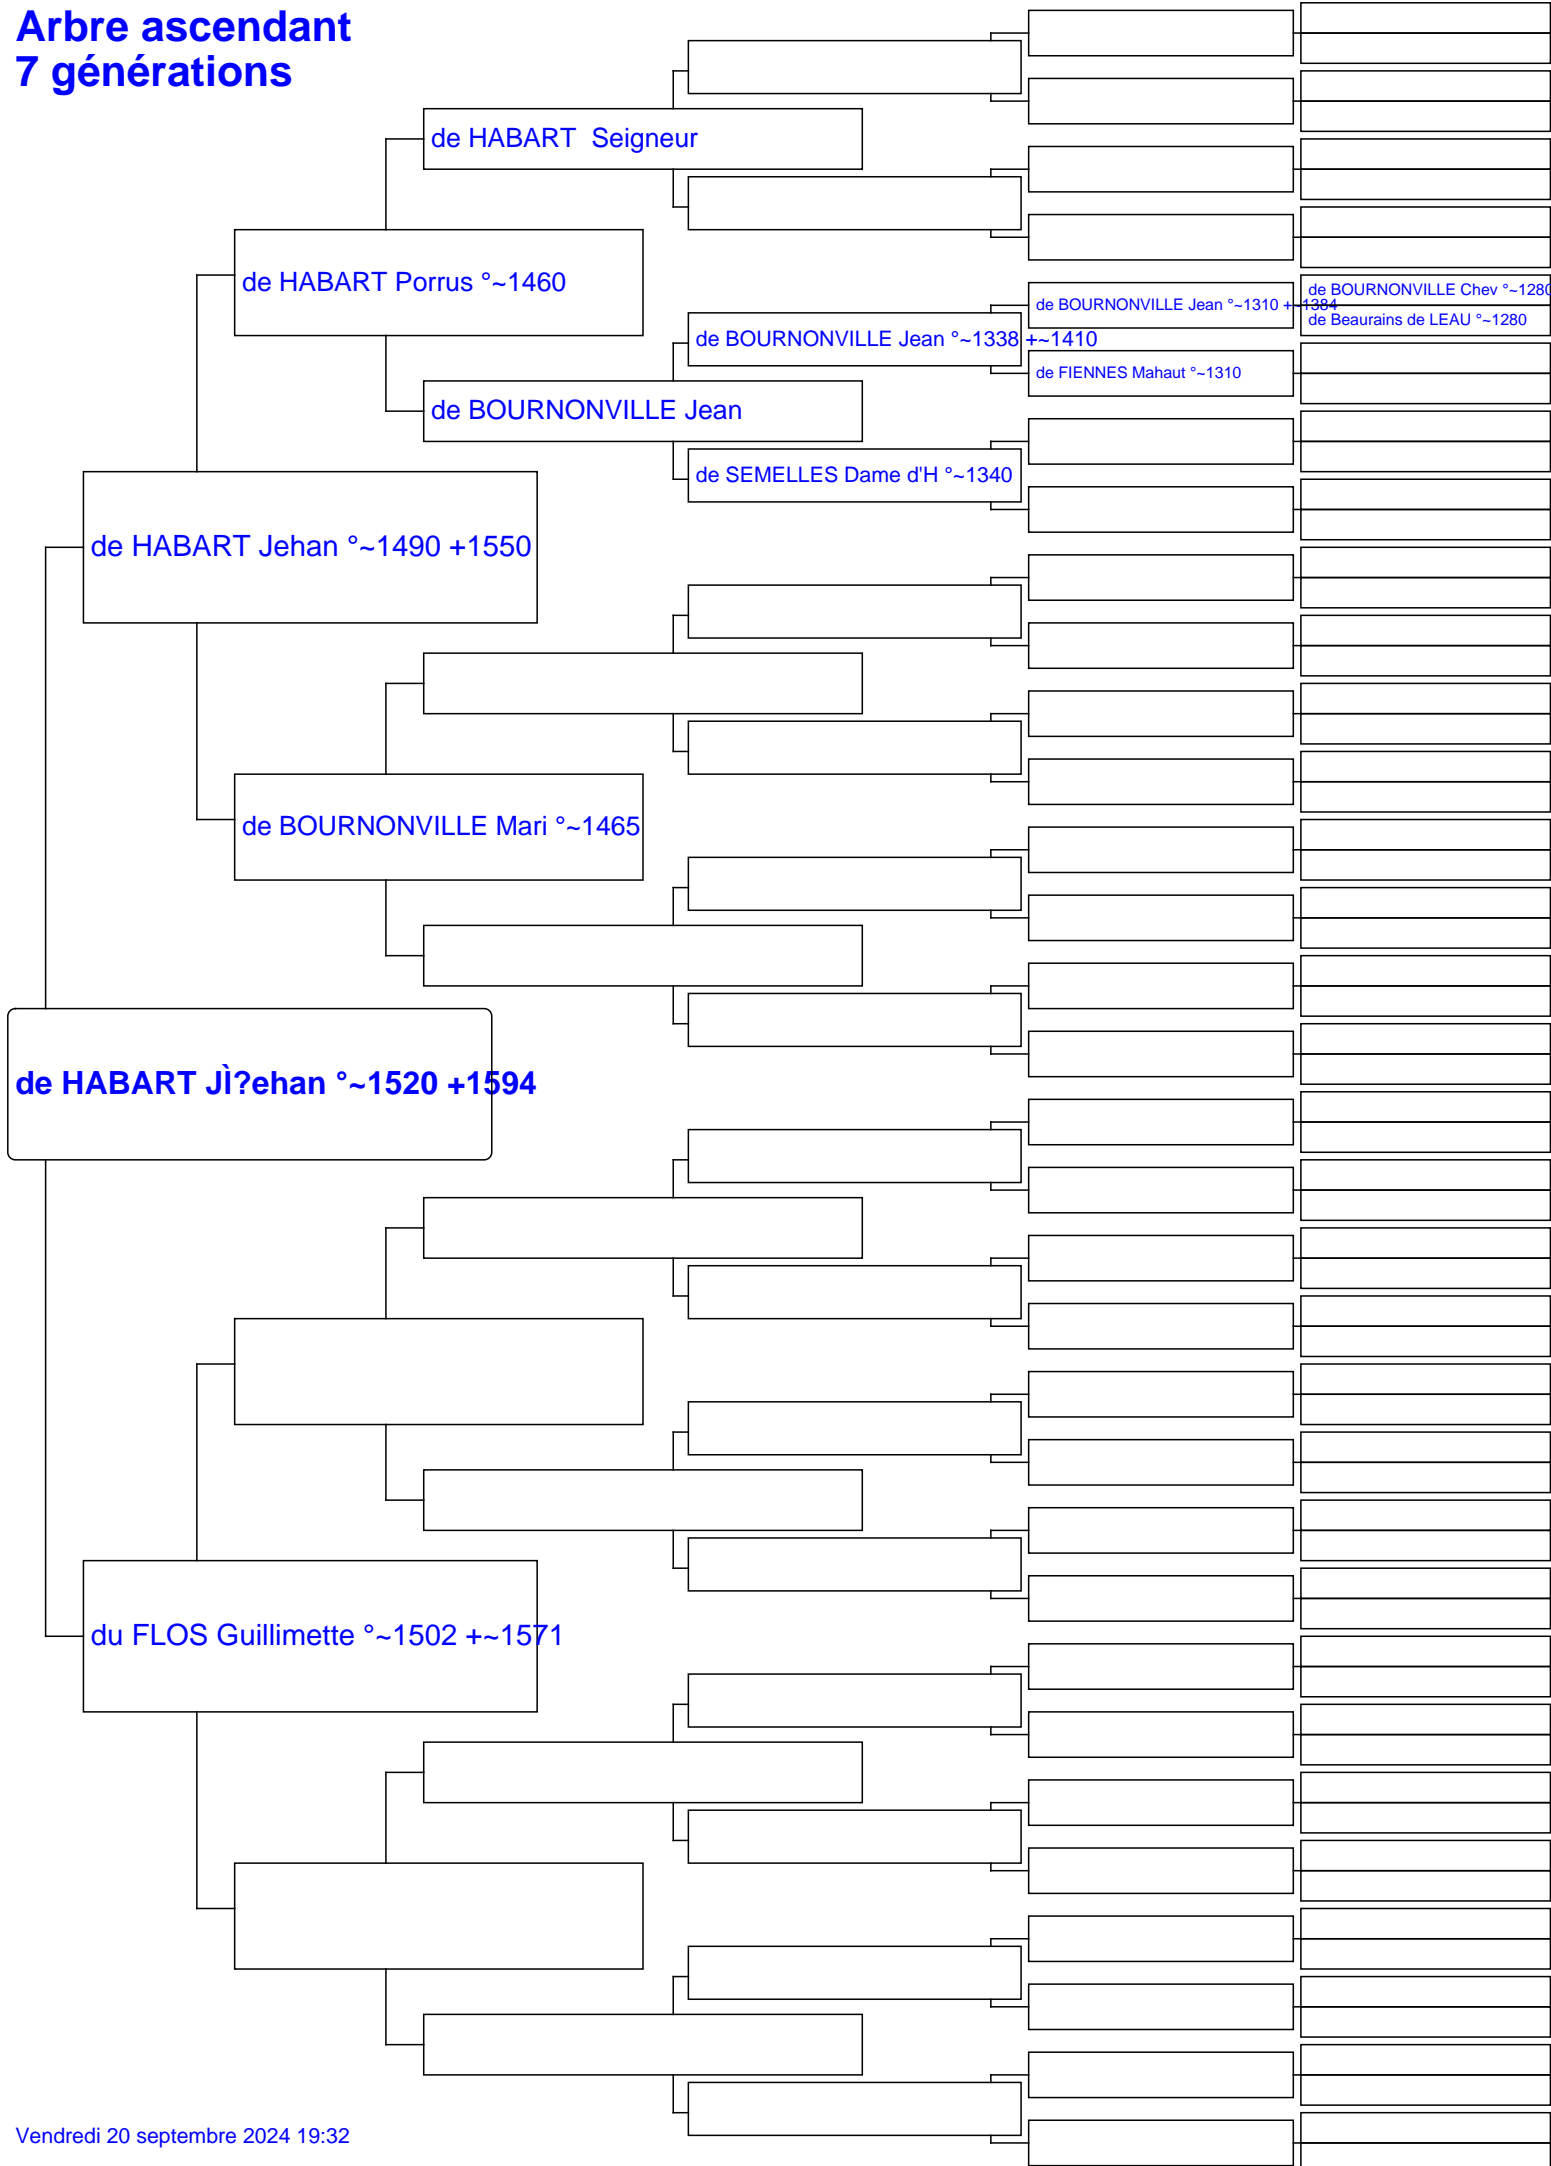 Arbre ascendant
7 générations
de HABART  Seigneur
de HABART Porrus °~1460
de BOURNONVILLE Chev °~1280
de BOURNONVILLE Jean °~1310 +~1384
de Beaurains de LEAU °~1280
de BOURNONVILLE Jean °~1338 +~1410
de FIENNES Mahaut °~1310
de BOURNONVILLE Jean
de SEMELLES Dame d'H °~1340
de HABART Jehan °~1490 +1550
de BOURNONVILLE Mari °~1465
de HABART JÌ?ehan °~1520 +1594
du FLOS Guillimette °~1502 +~1571
Vendredi 20 septembre 2024 19:32